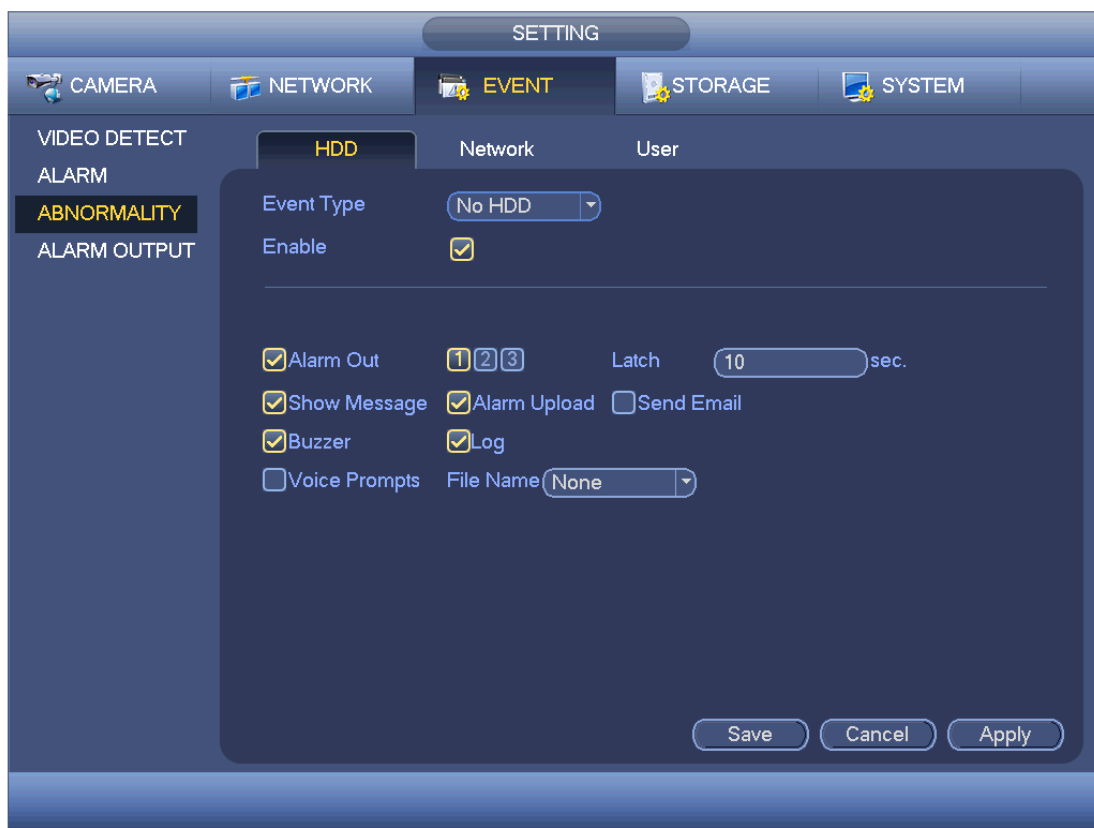 SETTING
CAMERA NETWORK EVENT STORAGE SYSTEM
VIDEO DETECT
ALARM
ABNORMALITY
ALARM OUTPUT
HDD Network User
Event Type No HDD
Enable
Alarm Out 1 2 3 Latch 10 sec.
Show Message Alarm Upload Send Email
Buzzer Log
Voice Prompts File Name None
Save Cancel Apply